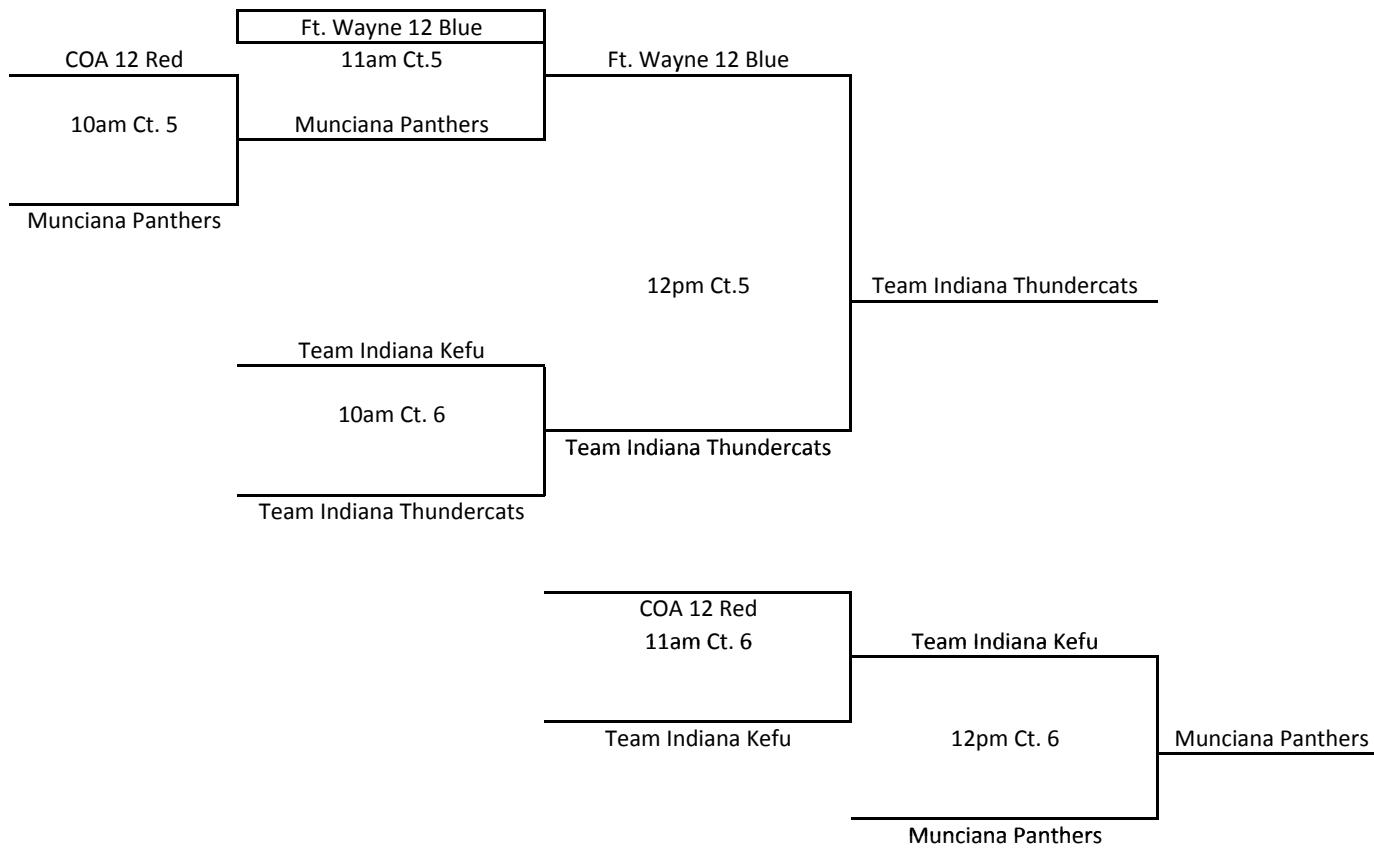 Ft. Wayne 12 Blue
COA 12 Red
11am Ct.5
Ft. Wayne 12 Blue
10am Ct. 5
Munciana Panthers
Munciana Panthers
12pm Ct.5
Team Indiana Thundercats
Team Indiana Kefu
10am Ct. 6
Team Indiana Thundercats
Team Indiana Thundercats
COA 12 Red
11am Ct. 6
Team Indiana Kefu
Team Indiana Kefu
12pm Ct. 6
Munciana Panthers
Munciana Panthers